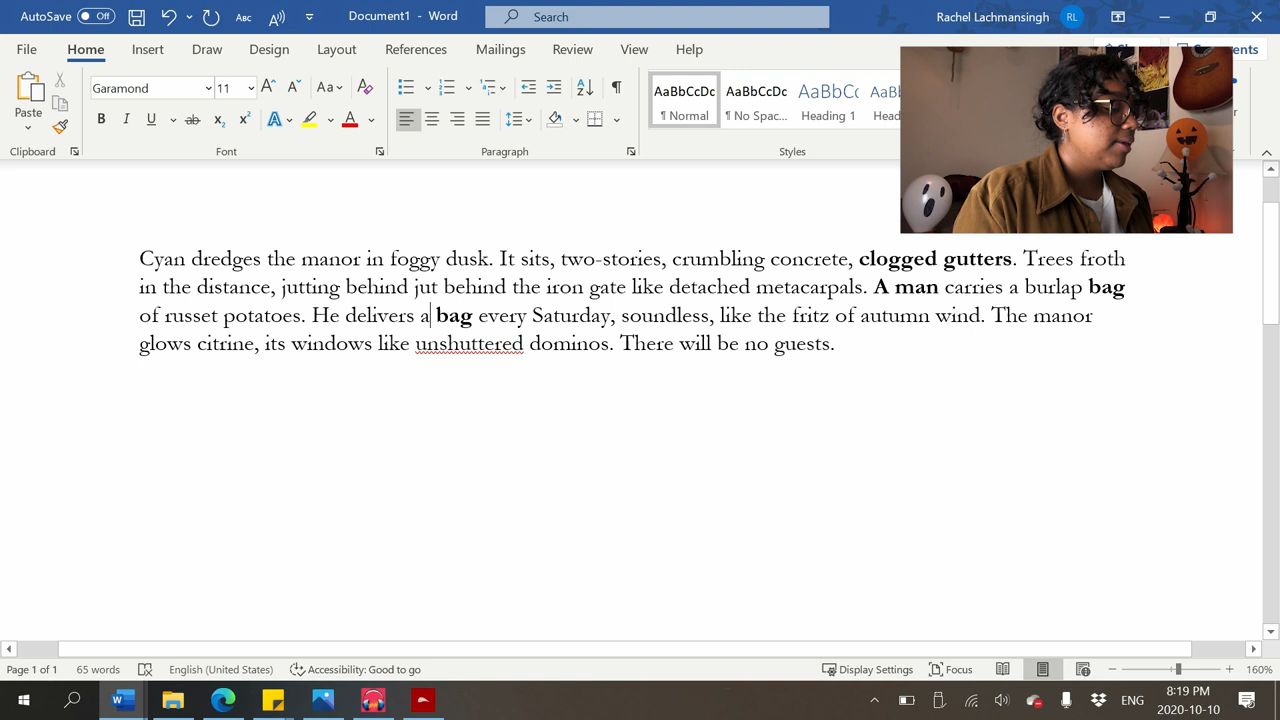 AutoSave Off Document1 - Word Search Rachel Lachmansingh RL
File Home Insert Draw Design Layout References Mailings Review View Help
Paste Garamond 11 Aa AaBbCcDc AaBbCcDc AaBbCc
B I U ab x2 x2 A A ¶ Normal ¶ No Spac... Heading 1
Clipboard Font Paragraph Styles
Cyan dredges the manor in foggy dusk. It sits, two-stories, crumbling concrete, clogged gutters. Trees froth
in the distance, jutting behind jut behind the iron gate like detached metacarpals. A man carries a burlap bag
of russet potatoes. He delivers a bag every Saturday, soundless, like the fritz of autumn wind. The manor
glows citrine, its windows like unshuttered dominos. There will be no guests.
Page 1 of 1 65 words English (United States) Accessibility: Good to go Display Settings Focus 160%
ENG 8:19 PM
2020-10-10